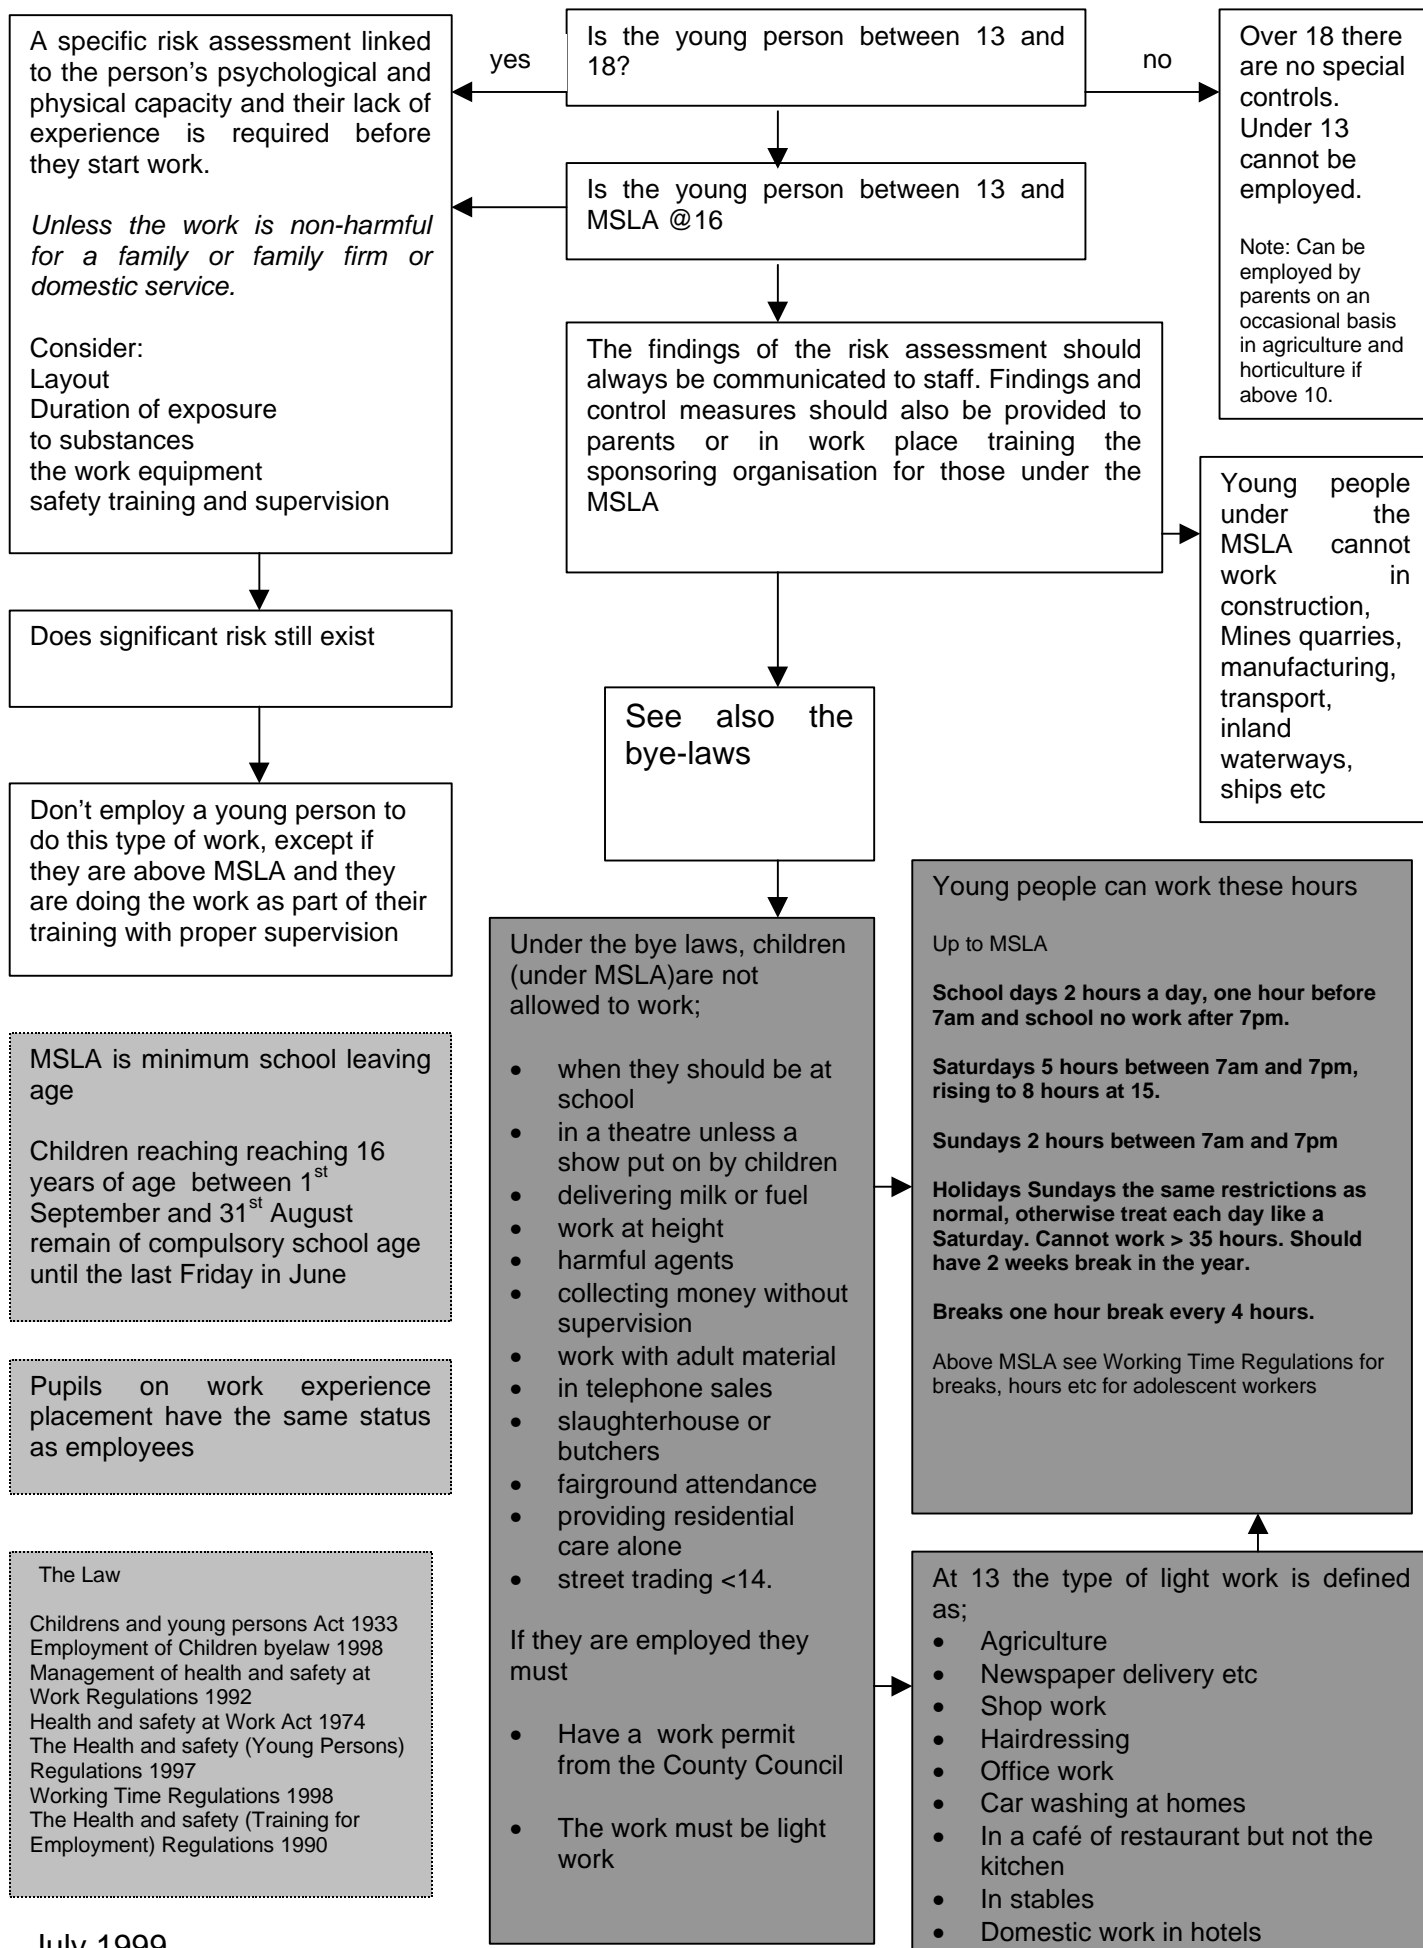 A specific risk assessment linked
to the person's psychological and
physical capacity and their lack of
experience is required before
they start work.
Unless the work is non-harmful
for a family or family firm or
domestic service.
Consider:
Layout
Duration of exposure
to substances
the work equipment
safety training and supervision
yes
Is the young person between 13 and
18?
no
Over 18 there
are no special
controls.
Under 13
cannot be
employed.
Note: Can be
employed by
parents on an
occasional basis
in agriculture and
horticulture if
above 10.
Is the young person between 13 and
MSLA @16
The findings of the risk assessment should
always be communicated to staff. Findings and
control measures should also be provided to
parents or in work place training the
sponsoring organisation for those under the
MSLA
Young people
under the
MSLA cannot
work in
construction,
Mines quarries,
manufacturing,
transport,
inland
waterways,
ships etc
Does significant risk still exist
See also the
bye-laws
Don't employ a young person to
do this type of work, except if
they are above MSLA and they
are doing the work as part of their
training with proper supervision
MSLA is minimum school leaving
age
Children reaching reaching 16
years of age between 1st
September and 31st August
remain of compulsory school age
until the last Friday in June
Pupils on work experience
placement have the same status
as employees
The Law
Childrens and young persons Act 1933
Employment of Children byelaw 1998
Management of health and safety at
Work Regulations 1992
Health and safety at Work Act 1974
The Health and safety (Young Persons)
Regulations 1997
Working Time Regulations 1998
The Health and safety (Training for
Employment) Regulations 1990
July 1999
Under the bye laws, children
(under MSLA)are not
allowed to work;
• when they should be at
school
• in a theatre unless a
show put on by children
• delivering milk or fuel
• work at height
• harmful agents
• collecting money without
supervision
• work with adult material
• in telephone sales
• slaughterhouse or
butchers
• fairground attendance
• providing residential
care alone
• street trading <14.
If they are employed they
must
• Have a work permit
from the County Council
• The work must be light
work
Young people can work these hours
Up to MSLA
School days 2 hours a day, one hour before
7am and school no work after 7pm.
Saturdays 5 hours between 7am and 7pm,
rising to 8 hours at 15.
Sundays 2 hours between 7am and 7pm
Holidays Sundays the same restrictions as
normal, otherwise treat each day like a
Saturday. Cannot work > 35 hours. Should
have 2 weeks break in the year.
Breaks one hour break every 4 hours.
Above MSLA see Working Time Regulations for
breaks, hours etc for adolescent workers
At 13 the type of light work is defined
as;
• Agriculture
• Newspaper delivery etc
• Shop work
• Hairdressing
• Office work
• Car washing at homes
• In a café of restaurant but not the
kitchen
• In stables
• Domestic work in hotels